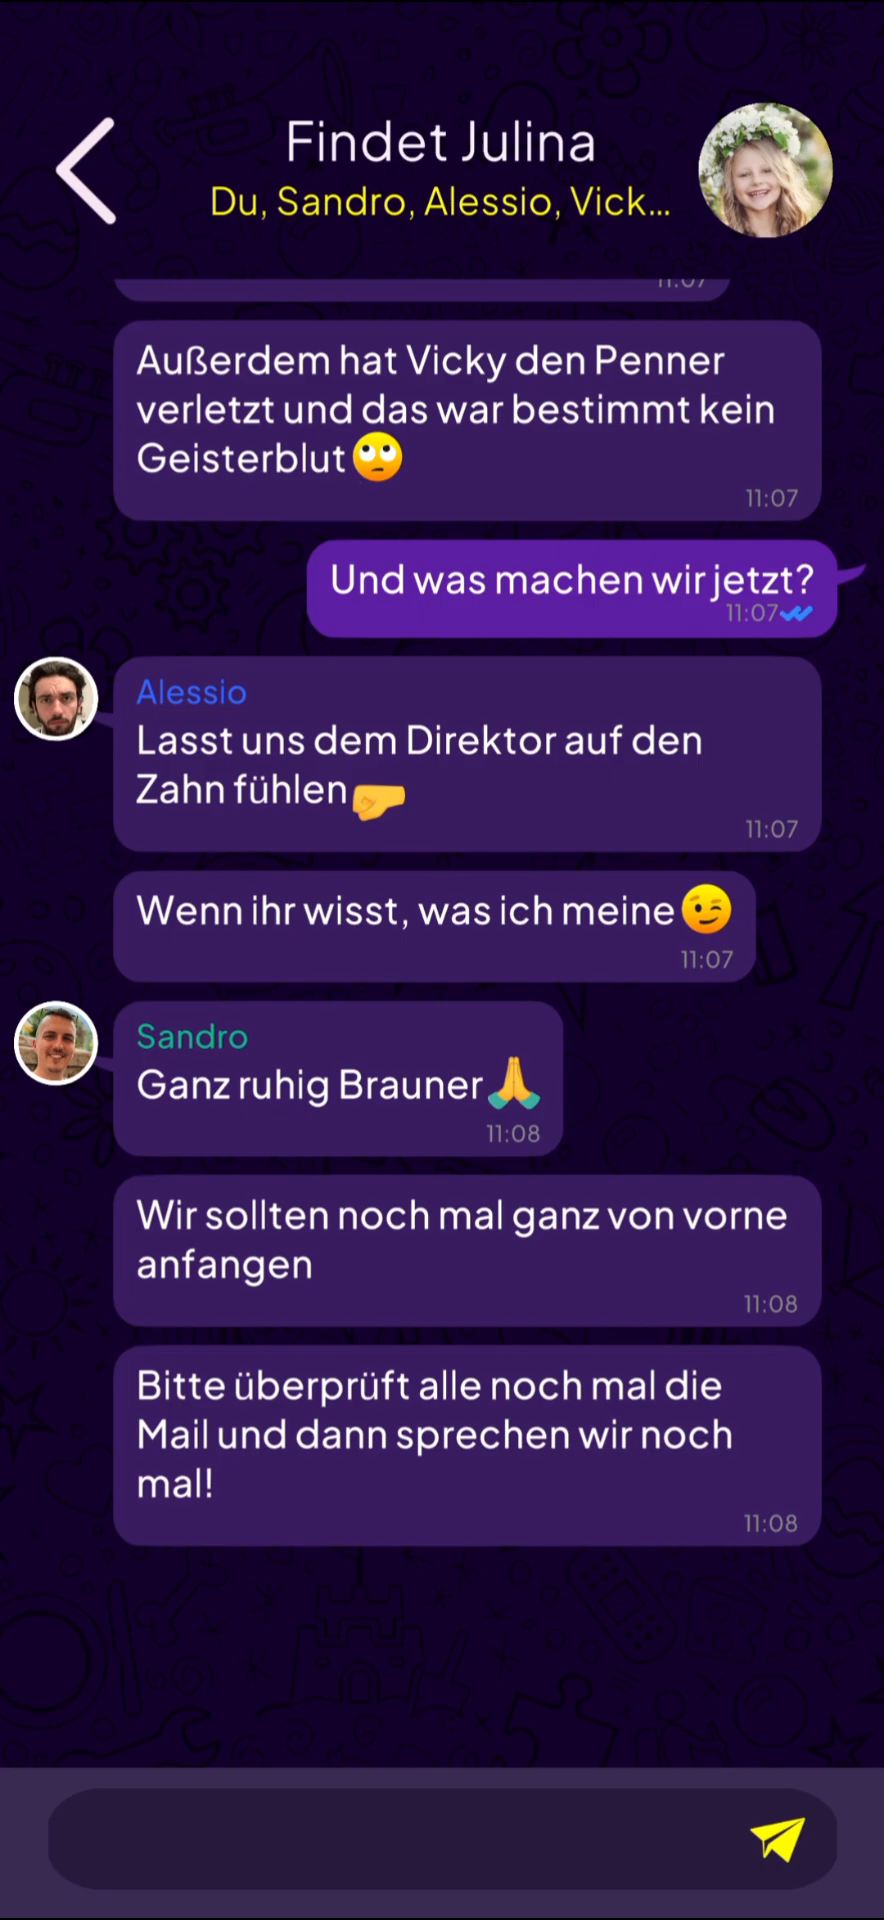 Findet Julina
Du, Sandro, Alessio, Vick...
11:07
Außerdem hat Vicky den Penner
verletzt und das war bestimmt kein
Geisterblut🙄
11:07
Und was machen wir jetzt?
11:07
Alessio
Lasst uns dem Direktor auf den
Zahn fühlen🤛
11:07
Wenn ihr wisst, was ich meine😉
11:07
Sandro
Ganz ruhig Brauner🙏
11:08
Wir sollten noch mal ganz von vorne
anfangen
11:08
Bitte überprüft alle noch mal die
Mail und dann sprechen wir noch
mal!
11:08